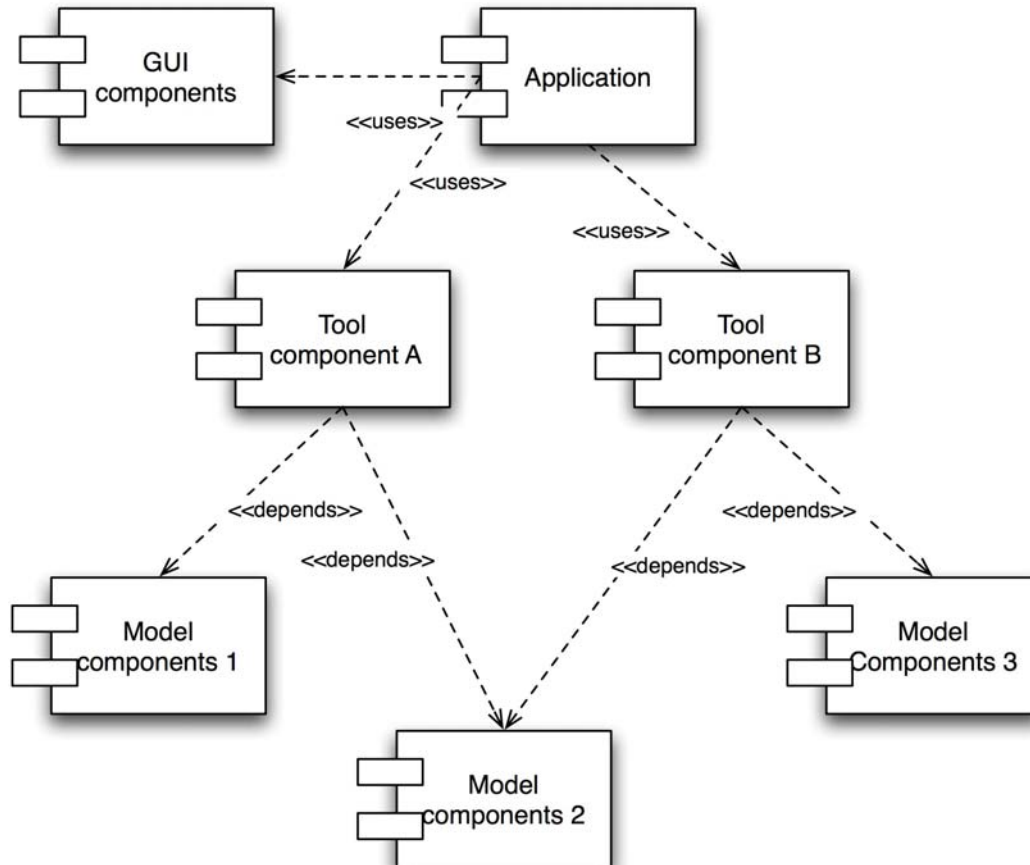 GUI
components
Application
<<uses>>
<<uses>>
<<uses>>
Tool
component A
Tool
component B
<<depends>>
<<depends>>
<<depends>>
<<depends>>
Model
components 1
Model
Components 3
Model
components 2